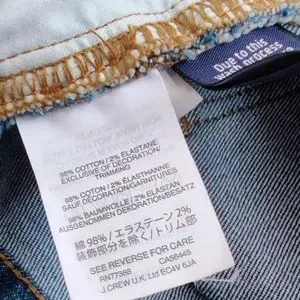 Due to this
wash process
98% COTTON / 2% ELASTANE
EXCLUSIVE OF DECORATION
/TRIMMING
98% COTON / 2% ÉLASTHANNE
SAUF DÉCORATION/GARNITURES
98% BAUMWOLLE / 2% ELASTAN
AUSGENOMMEN DEKORATION/BESATZ
綿 98% / エラステーン 2%
装飾部分を除く/トリム部
SEE REVERSE FOR CARE
RN77388 CA56445
J.CREW U.K. Ltd EC4V 6JA